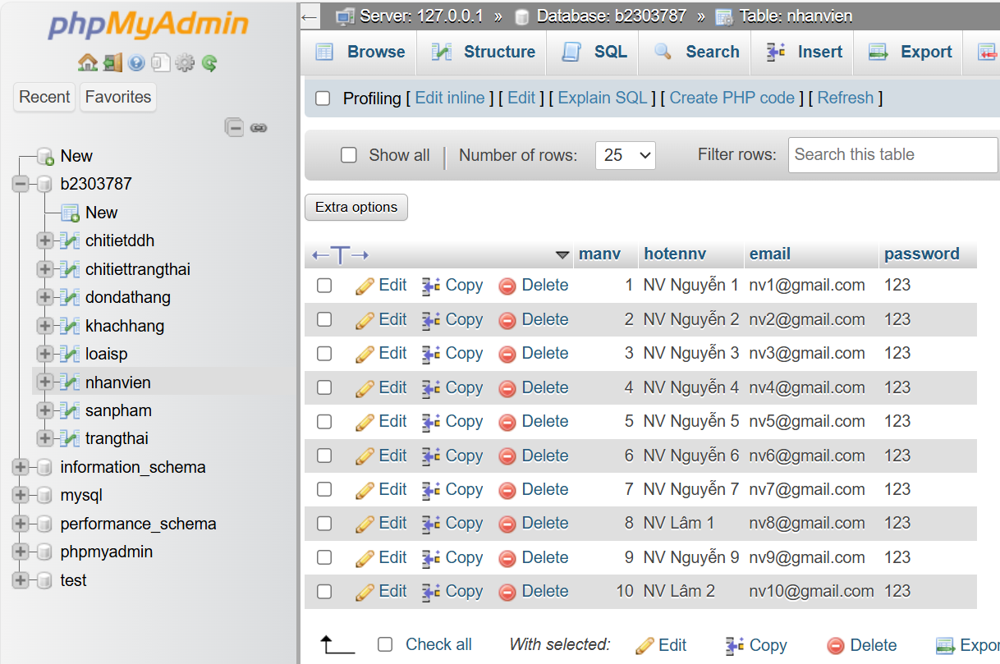 phpMyAdmin
Recent Favorites
New
b2303787
New
chitietddh
chitiettrangthai
dondathang
khachhang
loaisp
nhanvien
sanpham
trangthai
information_schema
mysql
performance_schema
phpmyadmin
test
← Server: 127.0.0.1 » Database: b2303787 » Table: nhanvien
Browse Structure SQL Search Insert Export
Profiling [ Edit inline ] [ Edit ] [ Explain SQL ] [ Create PHP code ] [ Refresh ]
Show all | Number of rows: 25 Filter rows: Search this table
Extra options
←T→ manv hotennv email password
Edit Copy Delete 1 NV Nguyễn 1 nv1@gmail.com 123
Edit Copy Delete 2 NV Nguyễn 2 nv2@gmail.com 123
Edit Copy Delete 3 NV Nguyễn 3 nv3@gmail.com 123
Edit Copy Delete 4 NV Nguyễn 4 nv4@gmail.com 123
Edit Copy Delete 5 NV Nguyễn 5 nv5@gmail.com 123
Edit Copy Delete 6 NV Nguyễn 6 nv6@gmail.com 123
Edit Copy Delete 7 NV Nguyễn 7 nv7@gmail.com 123
Edit Copy Delete 8 NV Lâm 1 nv8@gmail.com 123
Edit Copy Delete 9 NV Nguyễn 9 nv9@gmail.com 123
Edit Copy Delete 10 NV Lâm 2 nv10@gmail.com 123
Check all With selected: Edit Copy Delete Expor